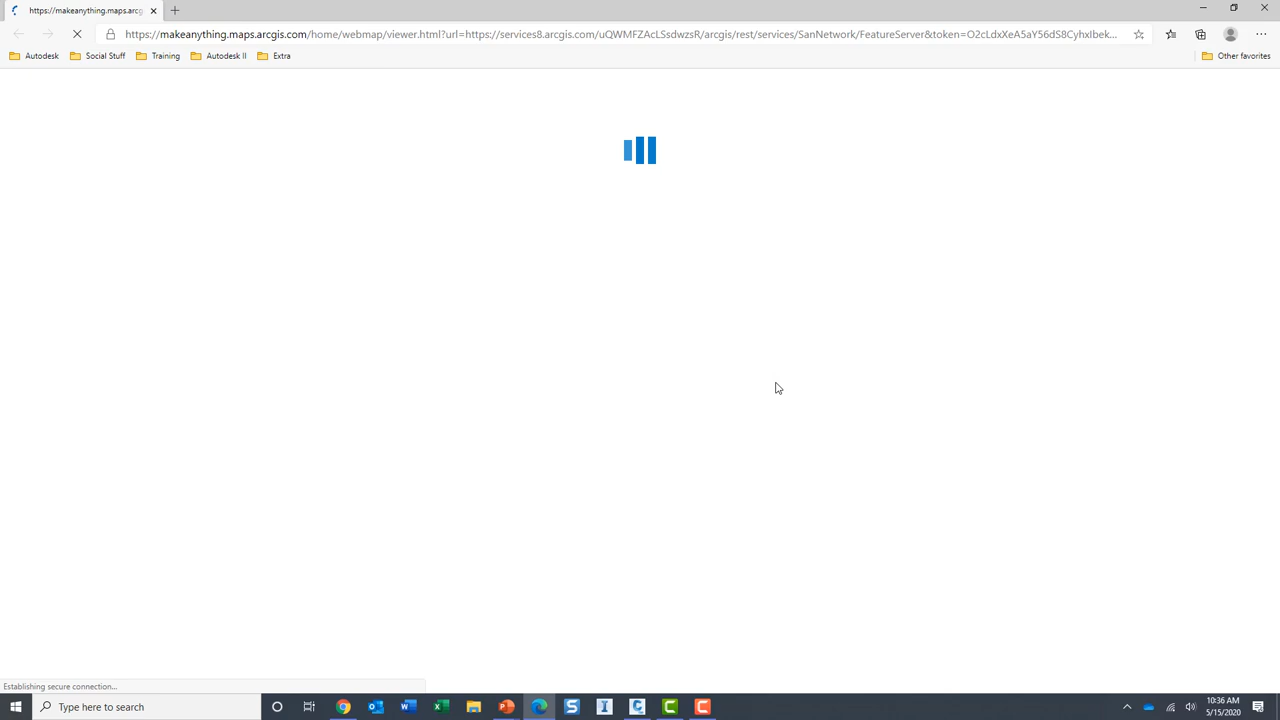 https://makeanything.maps.arcg
https://makeanything.maps.arcgis.com/home/webmap/viewer.html?url=https://services8.arcgis.com/uQWMFZAcLSsdwzsR/arcgis/rest/services/SanNetwork/FeatureServer&token=O2cLdxXeA5aY56dS8CyhxIbek...
Autodesk
Social Stuff
Training
Autodesk II
Extra
Other favorites
Establishing secure connection...
Type here to search
10:36 AM
5/15/2020